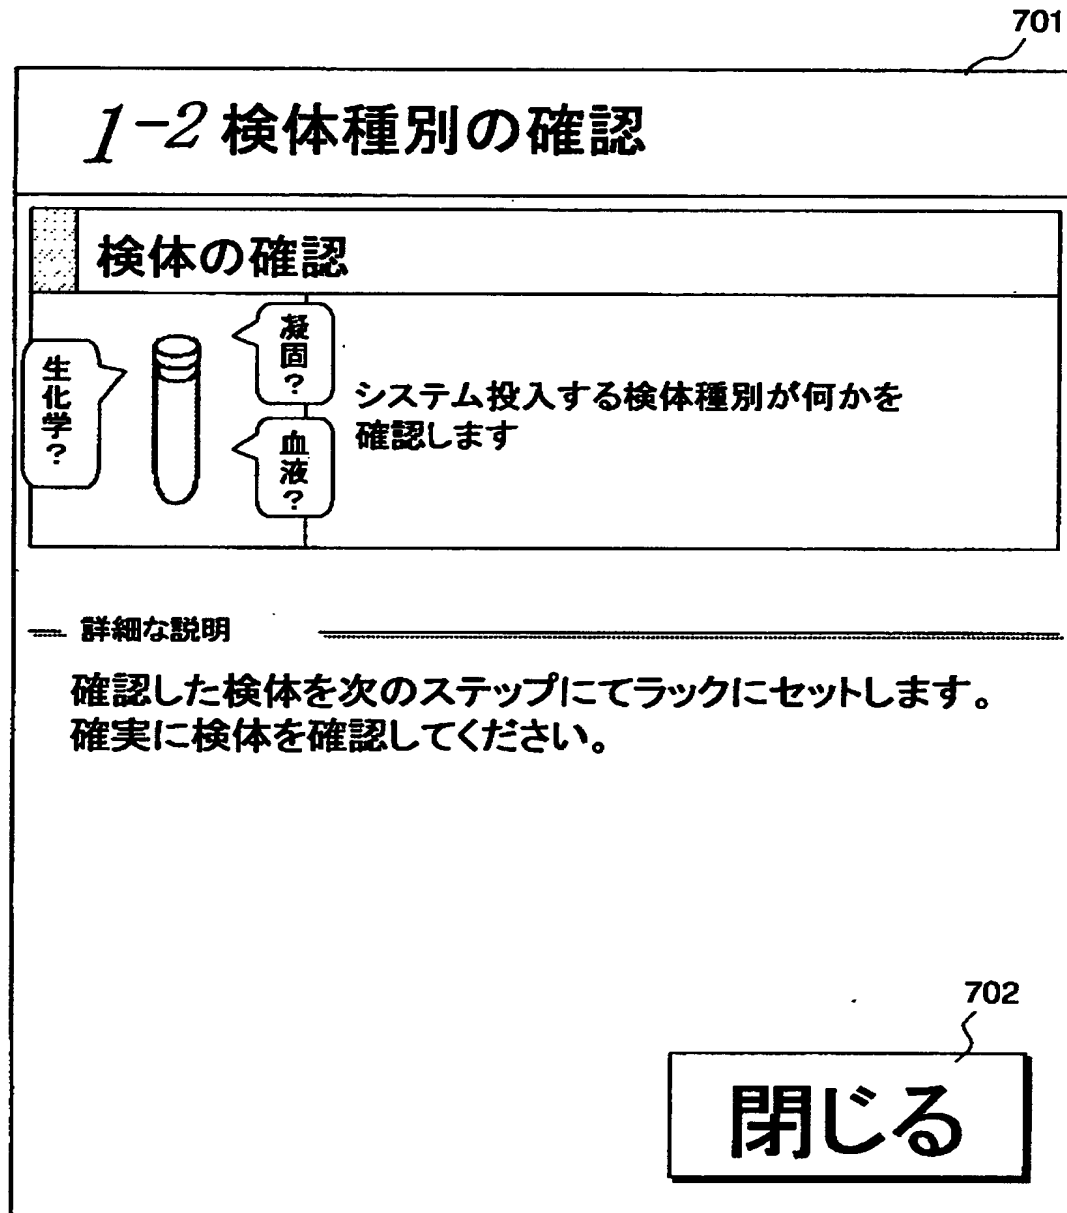 701
1-2 検体種別の確認
検体の確認
生化学?
凝固?
血液?
システム投入する検体種別が何かを
確認します
詳細な説明
確認した検体を次のステップにてラックにセットします。
確実に検体を確認してください。
702
閉じる